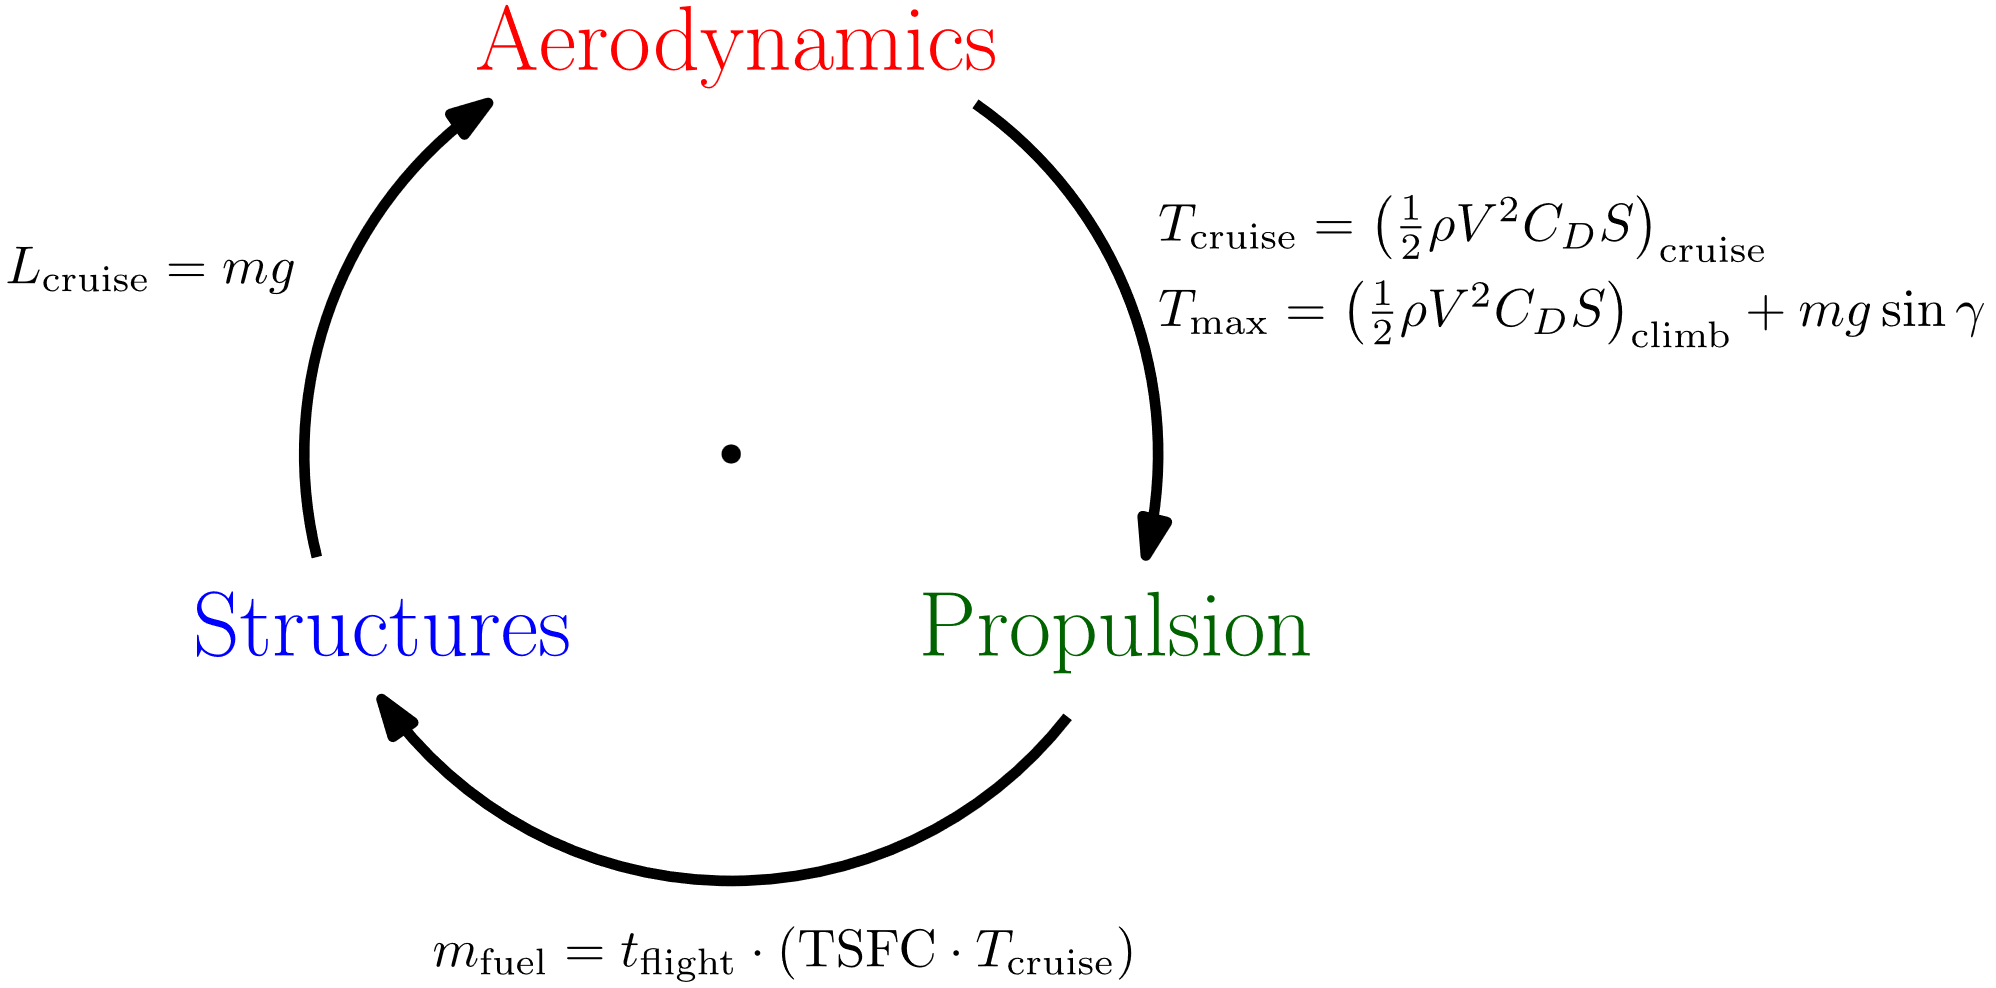 Aerodynamics
T_cruise = (½ρV²C_D S)_cruise
L_cruise = mg
T_max = (½ρV²C_D S)_climb + mg sin γ
Structures
Propulsion
m_fuel = t_flight · (TSFC · T_cruise)